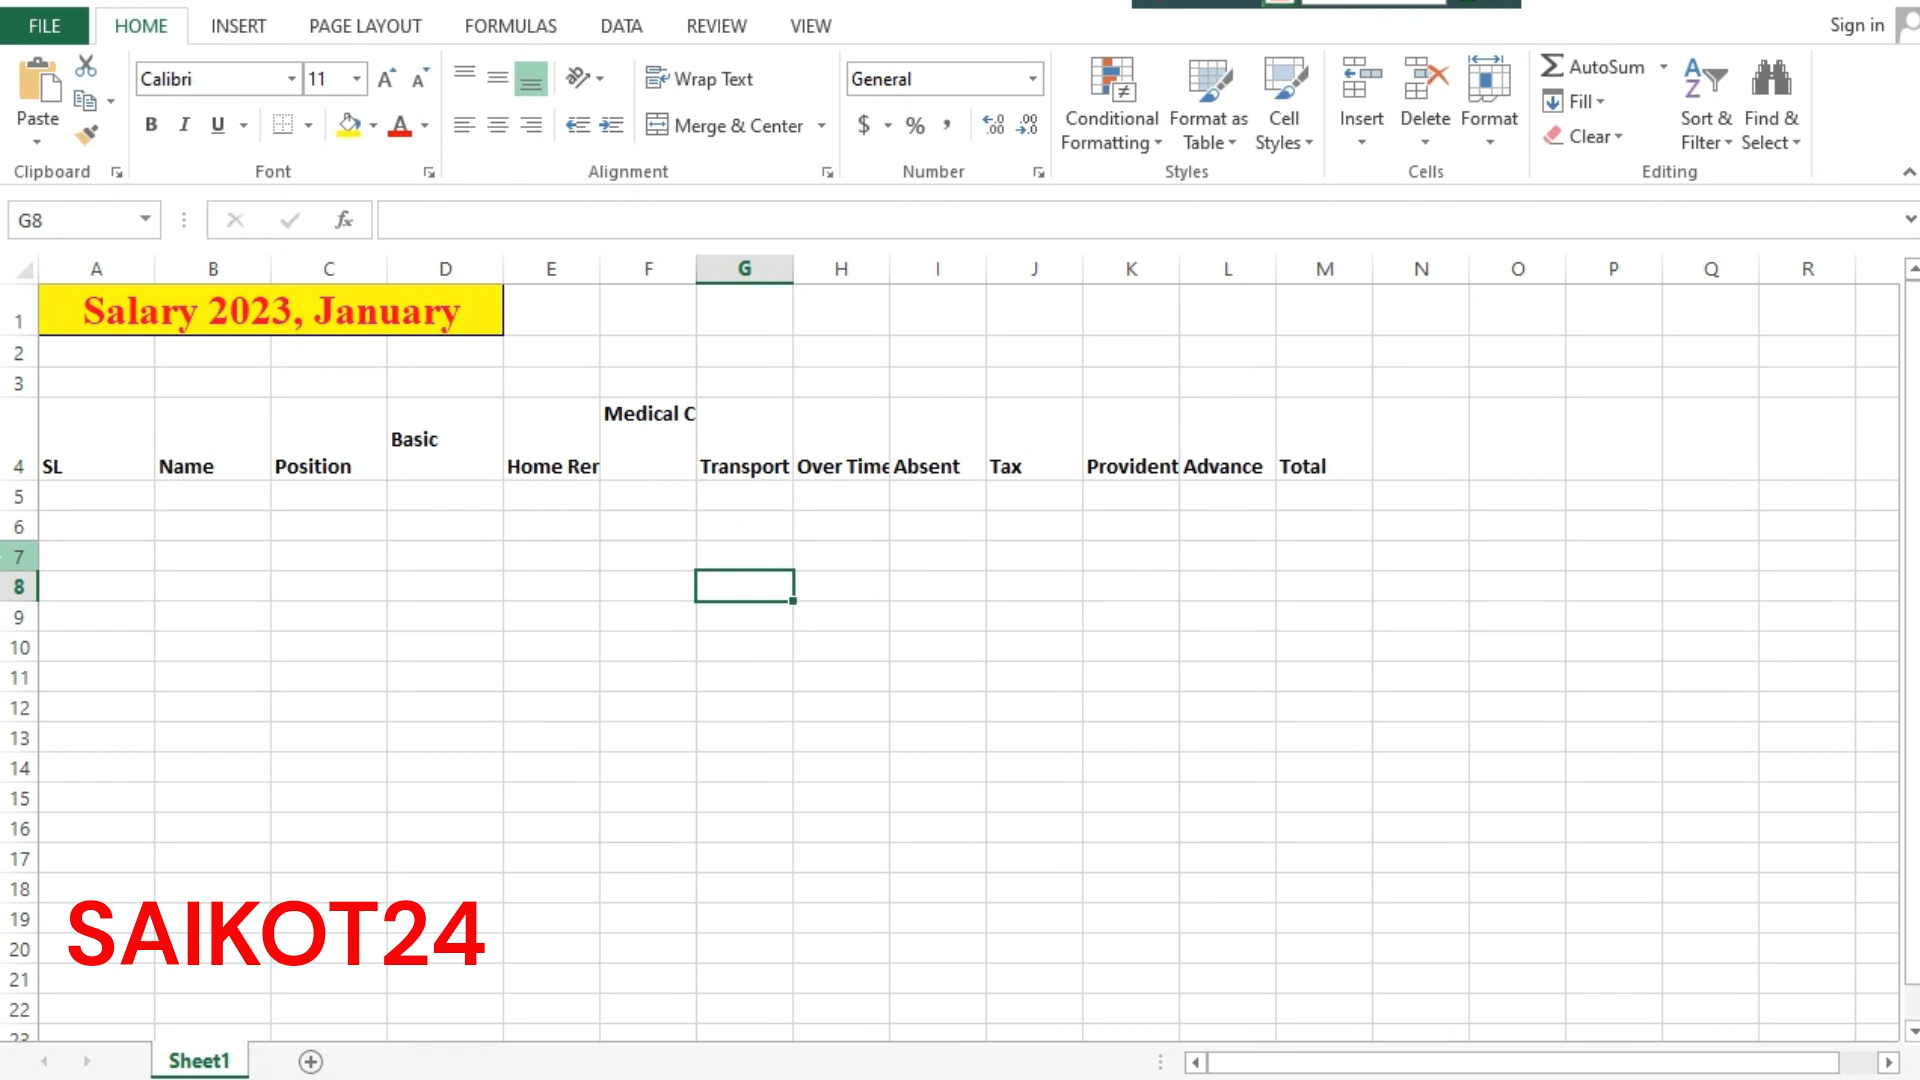 FILE HOME INSERT PAGE LAYOUT FORMULAS DATA REVIEW VIEW Sign in
Calibri 11 Wrap Text General AutoSum
Paste B I U Merge & Center $ % , Conditional Formatting Format as Table Cell Styles Insert Delete Format Fill Clear Sort & Filter Find & Select
Clipboard Font Alignment Number Styles Cells Editing
G8 fx
A B C D E F G H I J K L M N O P Q R
1 Salary 2023, January
2
3
4 SL Name Position Basic Home Rer Medical C Transport Over Time Absent Tax Provident Advance Total
5
6
7
8
9
10
11
12
13
14
15
16
17
18
19
20
21
22
23
SAIKOT24
Sheet1